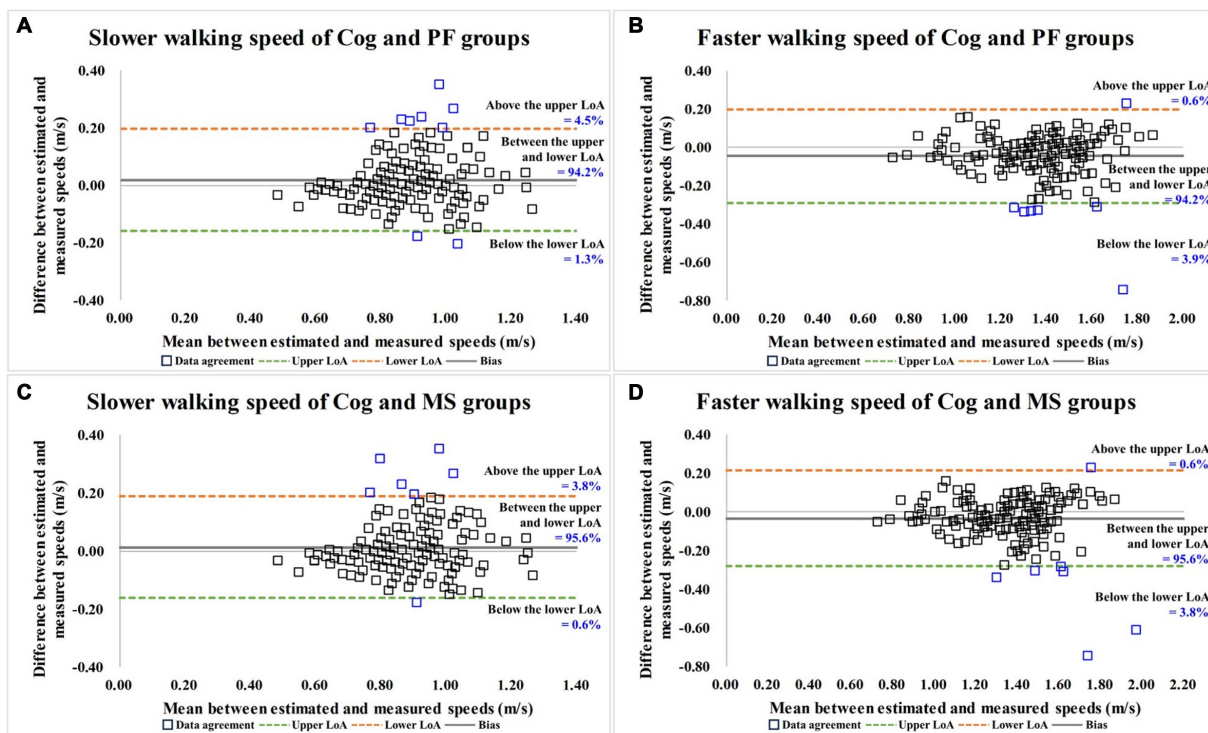 A
Slower walking speed of Cog and PF groups
Difference between estimated and
measured speeds (m/s)
0.40
0.20
0.00
-0.20
-0.40
Above the upper LoA
= 4.5%
Between the upper
and lower LoA
= 94.2%
Below the lower LoA
= 1.3%
0.00 0.20 0.40 0.60 0.80 1.00 1.20 1.40
Mean between estimated and measured speeds (m/s)
Data agreement Upper LoA Lower LoA Bias
B
Faster walking speed of Cog and PF groups
Difference between estimated and
measured speeds (m/s)
0.40
0.20
0.00
-0.20
-0.40
-0.60
-0.80
Above the upper LoA
= 0.6%
Between the upper
and lower LoA
= 94.2%
Below the lower LoA
= 3.9%
0.00 0.20 0.40 0.60 0.80 1.00 1.20 1.40 1.60 1.80 2.00
Mean between estimated and measured speeds (m/s)
Data agreement Upper LoA Lower LoA Bias
C
Slower walking speed of Cog and MS groups
Difference between estimated and
measured speeds (m/s)
0.40
0.20
0.00
-0.20
-0.40
Above the upper LoA
= 3.8%
Between the upper
and lower LoA
= 95.6%
Below the lower LoA
= 0.6%
0.00 0.20 0.40 0.60 0.80 1.00 1.20 1.40
Mean between estimated and measured speeds (m/s)
Data agreement Upper LoA Lower LoA Bias
D
Faster walking speed of Cog and MS groups
Difference between estimated and
measured speeds (m/s)
0.40
0.20
0.00
-0.20
-0.40
-0.60
-0.80
Above the upper LoA
= 0.6%
Between the upper
and lower LoA
= 95.6%
Below the lower LoA
= 3.8%
0.00 0.20 0.40 0.60 0.80 1.00 1.20 1.40 1.60 1.80 2.00 2.20
Mean between estimated and measured speeds (m/s)
Data agreement Upper LoA Lower LoA Bias